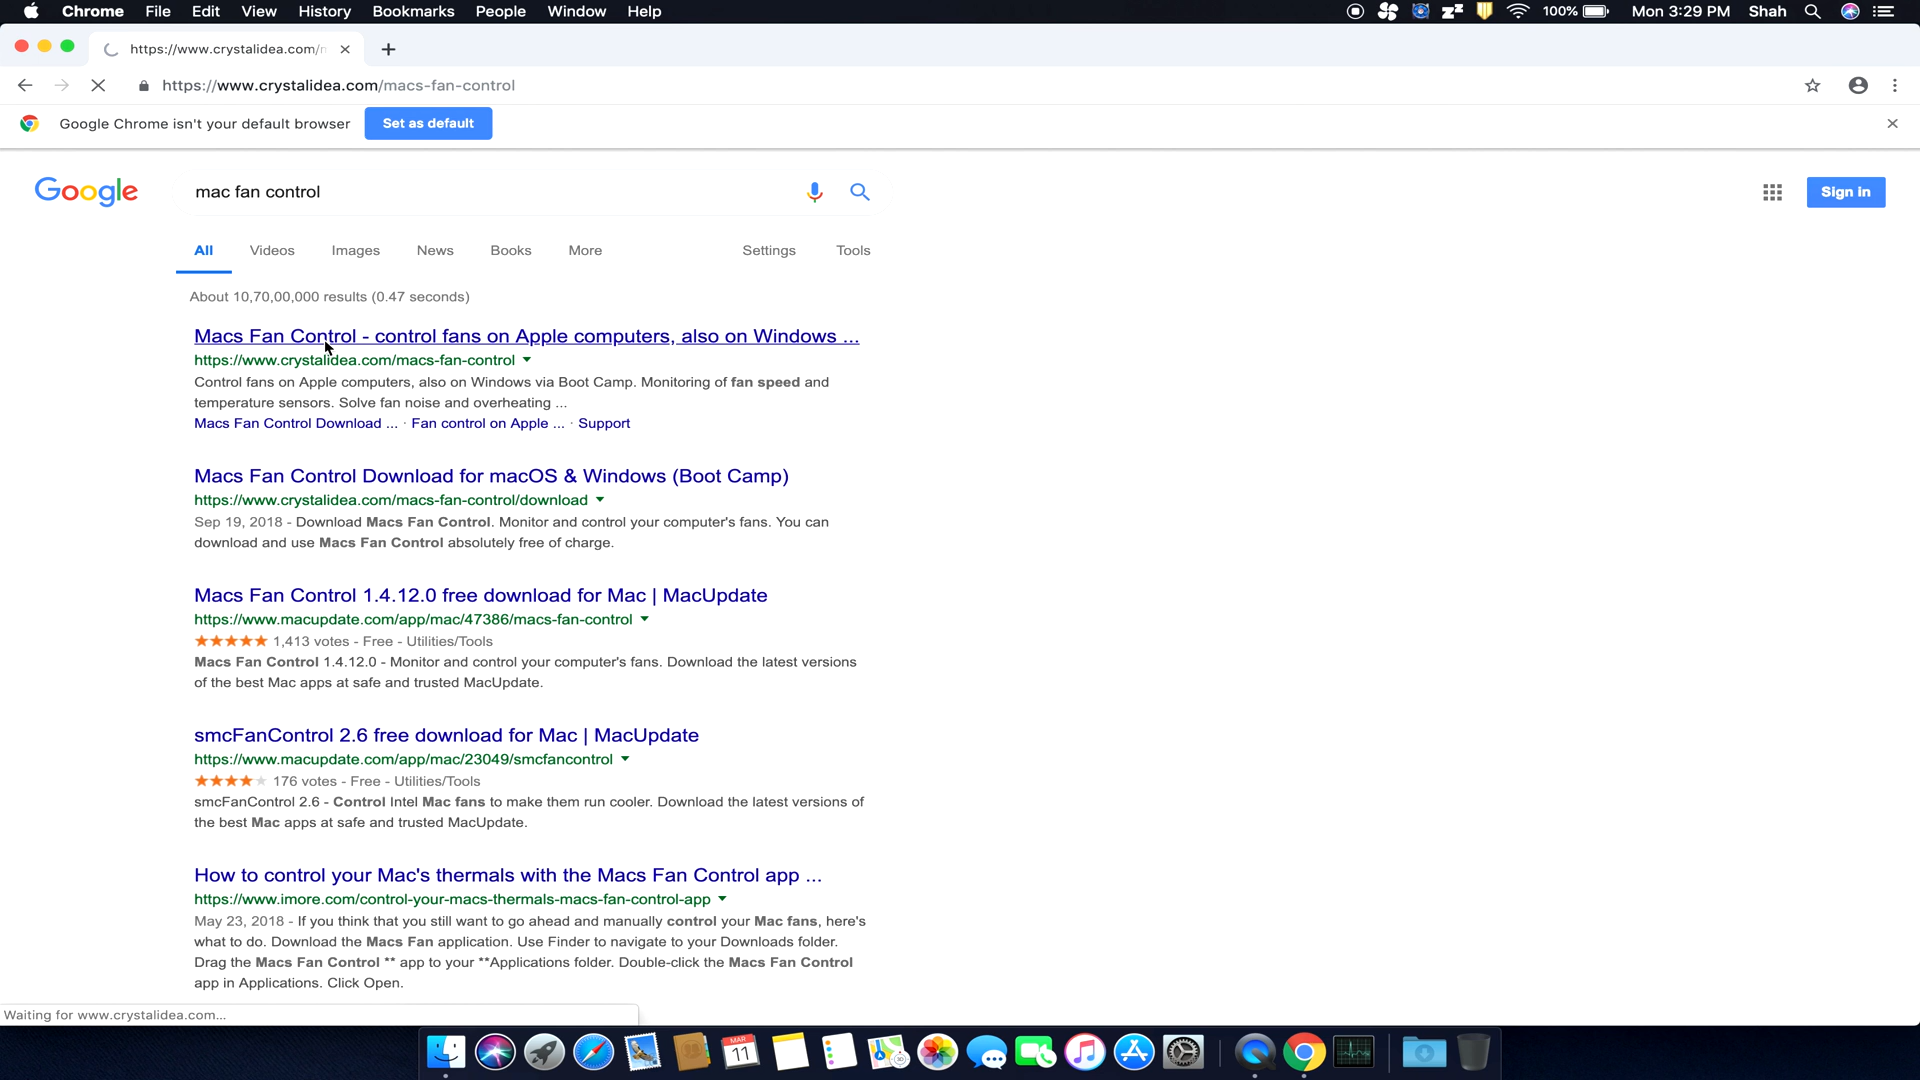 Chrome File Edit View History Bookmarks People Window Help 100% Mon 3:29 PM Shah
https://www.crystalidea.com/
https://www.crystalidea.com/macs-fan-control
Google Chrome isn't your default browser Set as default
Google mac fan control Sign in
All Videos Images News Books More Settings Tools
About 10,70,00,000 results (0.47 seconds)
Macs Fan Control - control fans on Apple computers, also on Windows ...
https://www.crystalidea.com/macs-fan-control
Control fans on Apple computers, also on Windows via Boot Camp. Monitoring of fan speed and
temperature sensors. Solve fan noise and overheating ...
Macs Fan Control Download ... · Fan control on Apple ... · Support
Macs Fan Control Download for macOS & Windows (Boot Camp)
https://www.crystalidea.com/macs-fan-control/download
Sep 19, 2018 - Download Macs Fan Control. Monitor and control your computer's fans. You can
download and use Macs Fan Control absolutely free of charge.
Macs Fan Control 1.4.12.0 free download for Mac | MacUpdate
https://www.macupdate.com/app/mac/47386/macs-fan-control
1,413 votes - Free - Utilities/Tools
Macs Fan Control 1.4.12.0 - Monitor and control your computer's fans. Download the latest versions
of the best Mac apps at safe and trusted MacUpdate.
smcFanControl 2.6 free download for Mac | MacUpdate
https://www.macupdate.com/app/mac/23049/smcfancontrol
176 votes - Free - Utilities/Tools
smcFanControl 2.6 - Control Intel Mac fans to make them run cooler. Download the latest versions of
the best Mac apps at safe and trusted MacUpdate.
How to control your Mac's thermals with the Macs Fan Control app ...
https://www.imore.com/control-your-macs-thermals-macs-fan-control-app
May 23, 2018 - If you think that you still want to go ahead and manually control your Mac fans, here's
what to do. Download the Macs Fan application. Use Finder to navigate to your Downloads folder.
Drag the Macs Fan Control ** app to your **Applications folder. Double-click the Macs Fan Control
app in Applications. Click Open.
Waiting for www.crystalidea.com...
MAR
11